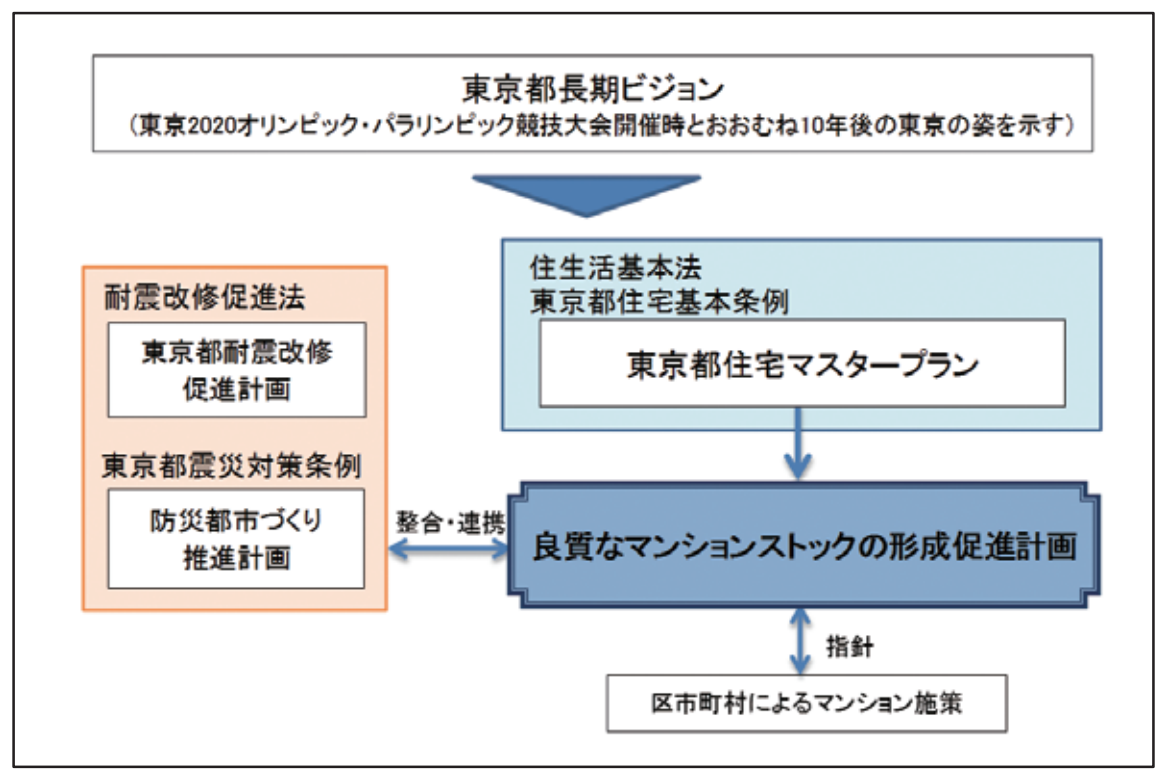 東京都長期ビジョン
(東京2020オリンピック・パラリンピック競技大会開催時とおおむね10年後の東京の姿を示す)
住生活基本法
東京都住宅基本条例
東京都住宅マスタープラン
耐震改修促進法
東京都耐震改修
促進計画
東京都震災対策条例
防災都市づくり
推進計画
整合・連携
良質なマンションストックの形成促進計画
指針
区市町村によるマンション施策